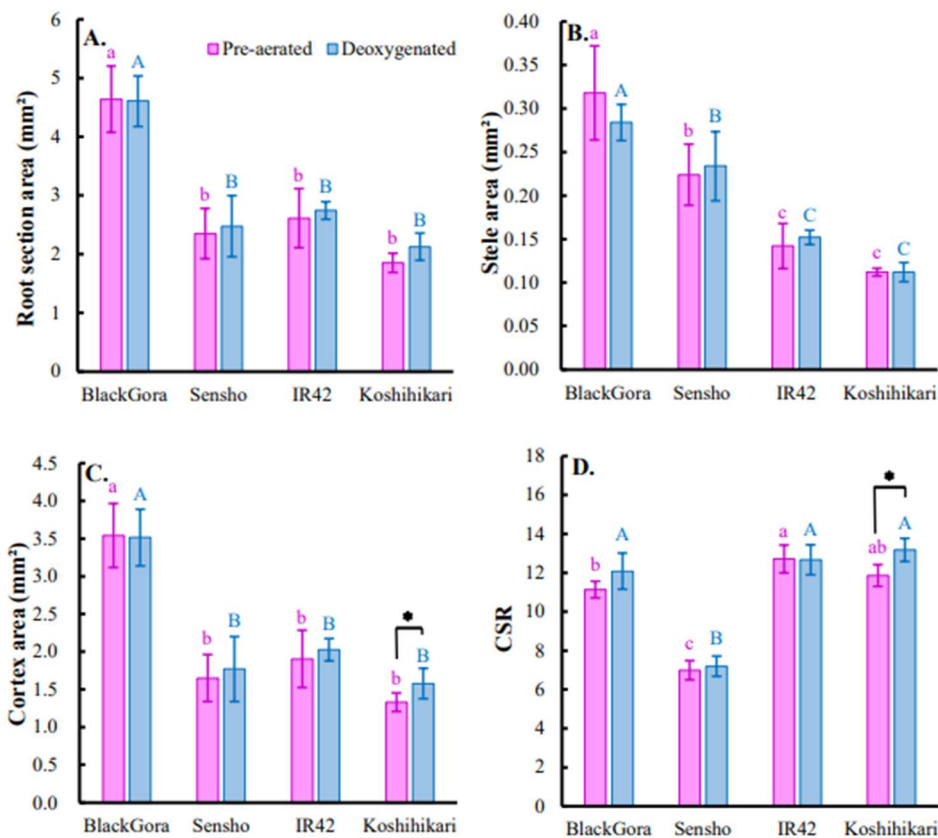 A.
Pre-aerated Deoxygenated
Root section area (mm²)
6
5
4
3
2
1
0
a A b B b B b B
BlackGora Sensho IR42 Koshihikari
B.
Stele area (mm²)
0.40
0.35
0.30
0.25
0.20
0.15
0.10
0.05
0.00
a A b B c C c C
BlackGora Sensho IR42 Koshihikari
C.
Cortex area (mm²)
4.5
4.0
3.5
3.0
2.5
2.0
1.5
1.0
0.5
0.0
a A b B b B b B
*
BlackGora Sensho IR42 Koshihikari
D.
CSR
18
16
14
12
10
8
6
4
2
0
b A c B a A ab A
*
BlackGora Sensho IR42 Koshihikari